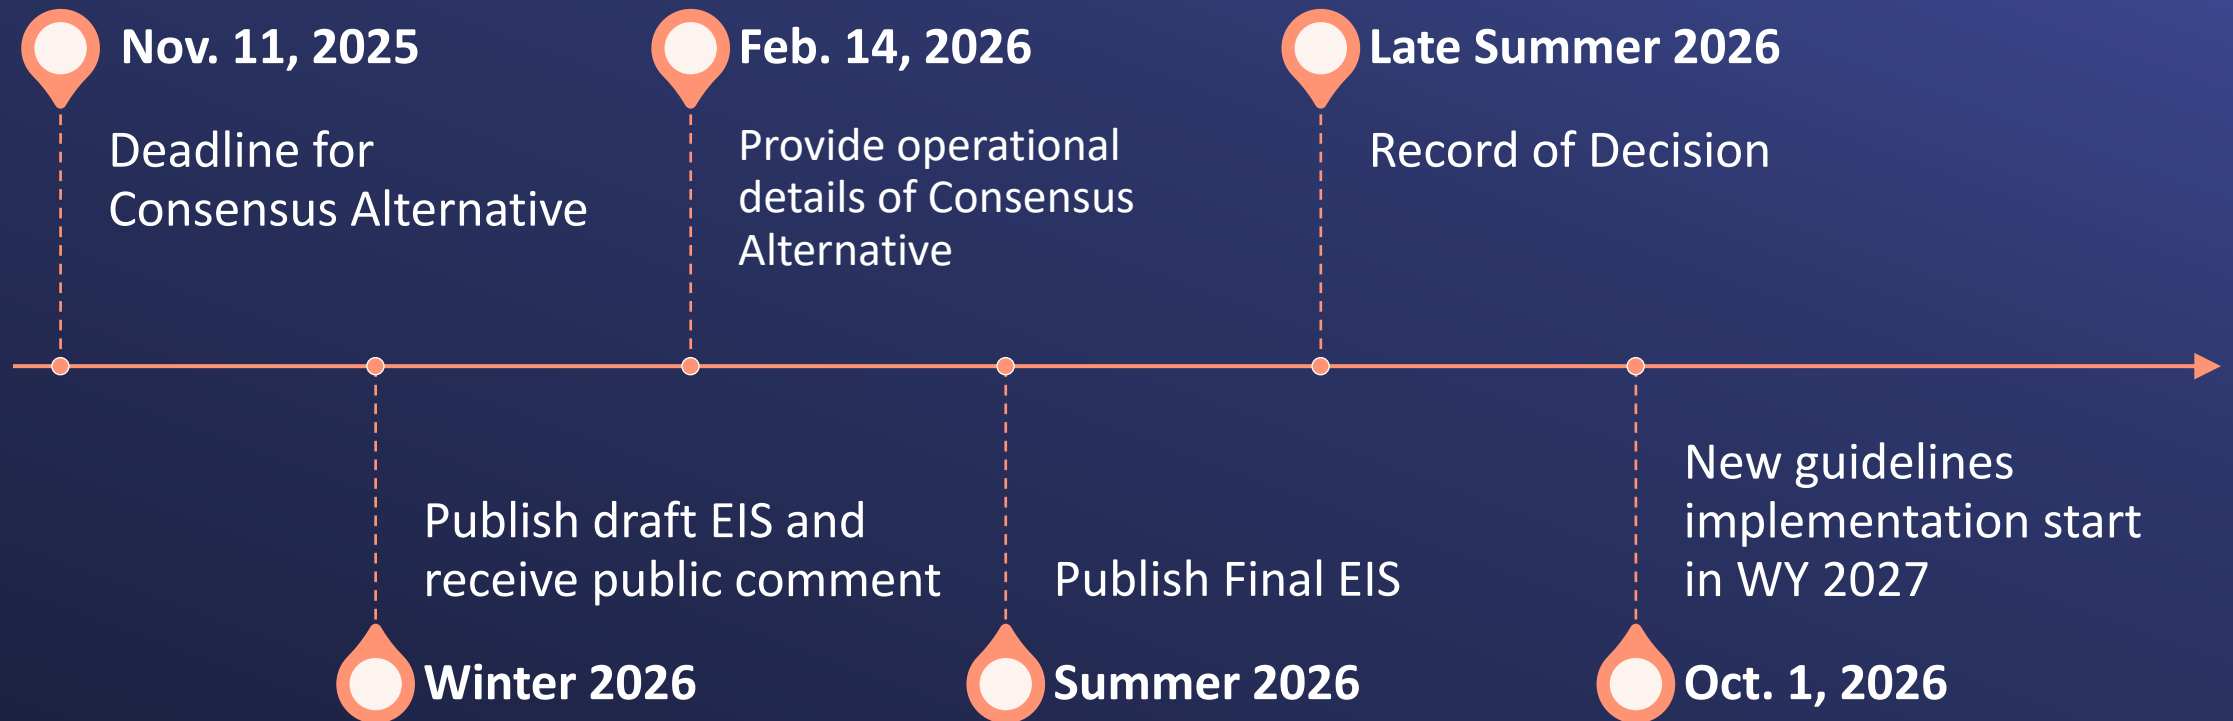 Nov. 11, 2025
Deadline for
Consensus Alternative
Publish draft EIS and
receive public comment
Winter 2026
Feb. 14, 2026
Provide operational
details of Consensus
Alternative
Publish Final EIS
Summer 2026
Late Summer 2026
Record of Decision
New guidelines
implementation start
in WY 2027
Oct. 1, 2026